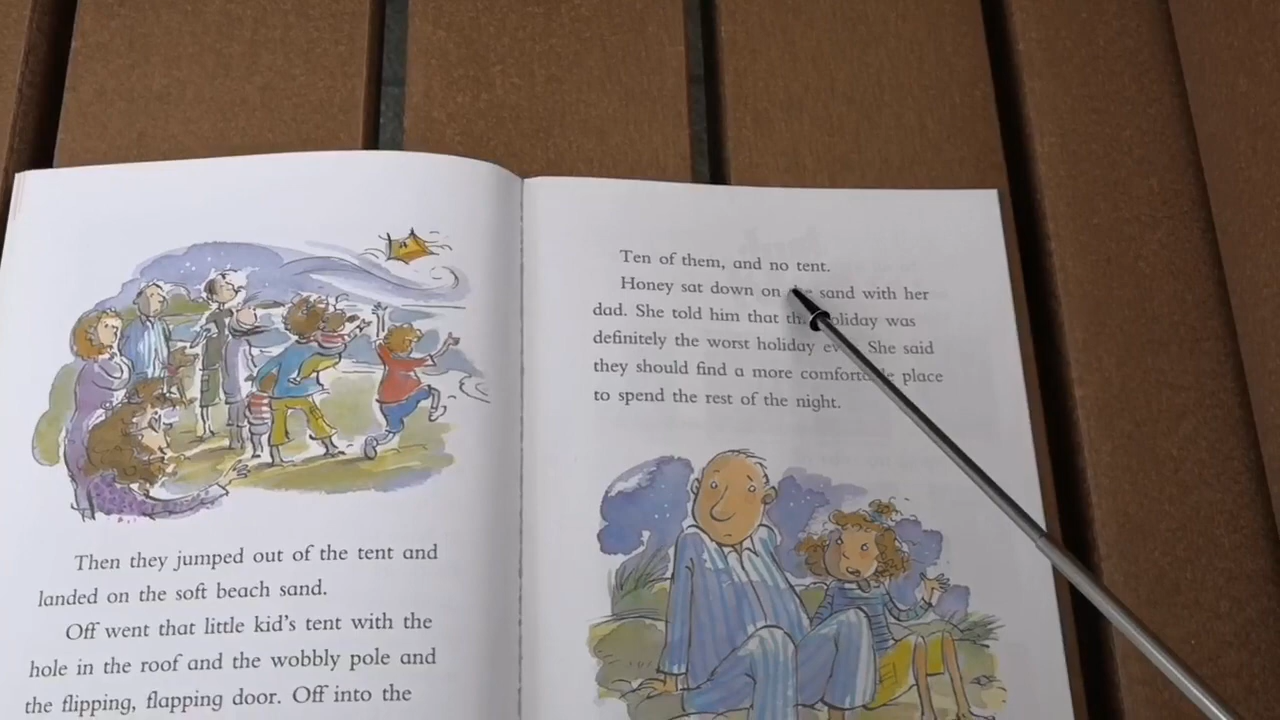 Then they jumped out of the tent and
landed on the soft beach sand.
Off went that little kid's tent with the
hole in the roof and the wobbly pole and
the flipping, flapping door. Off into the
Ten of them, and no tent.
Honey sat down on the sand with her
dad. She told him that holiday was
definitely the worst holiday She said
they should find a more comfortable place
to spend the rest of the night.